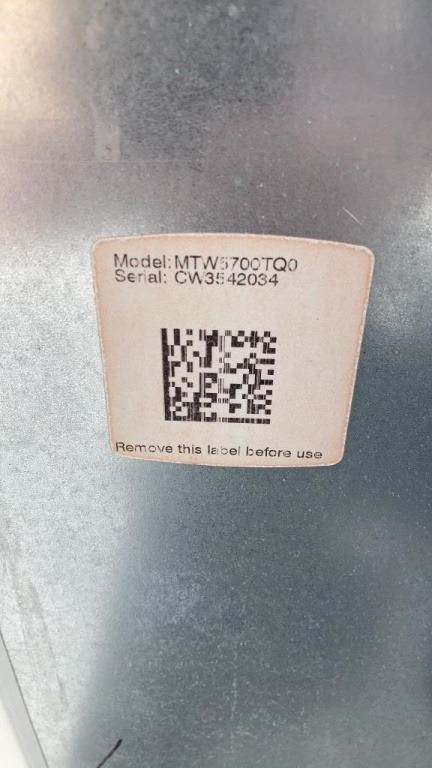 Model: MTW5700TQ0
Serial: CW3542034
Remove this label before use